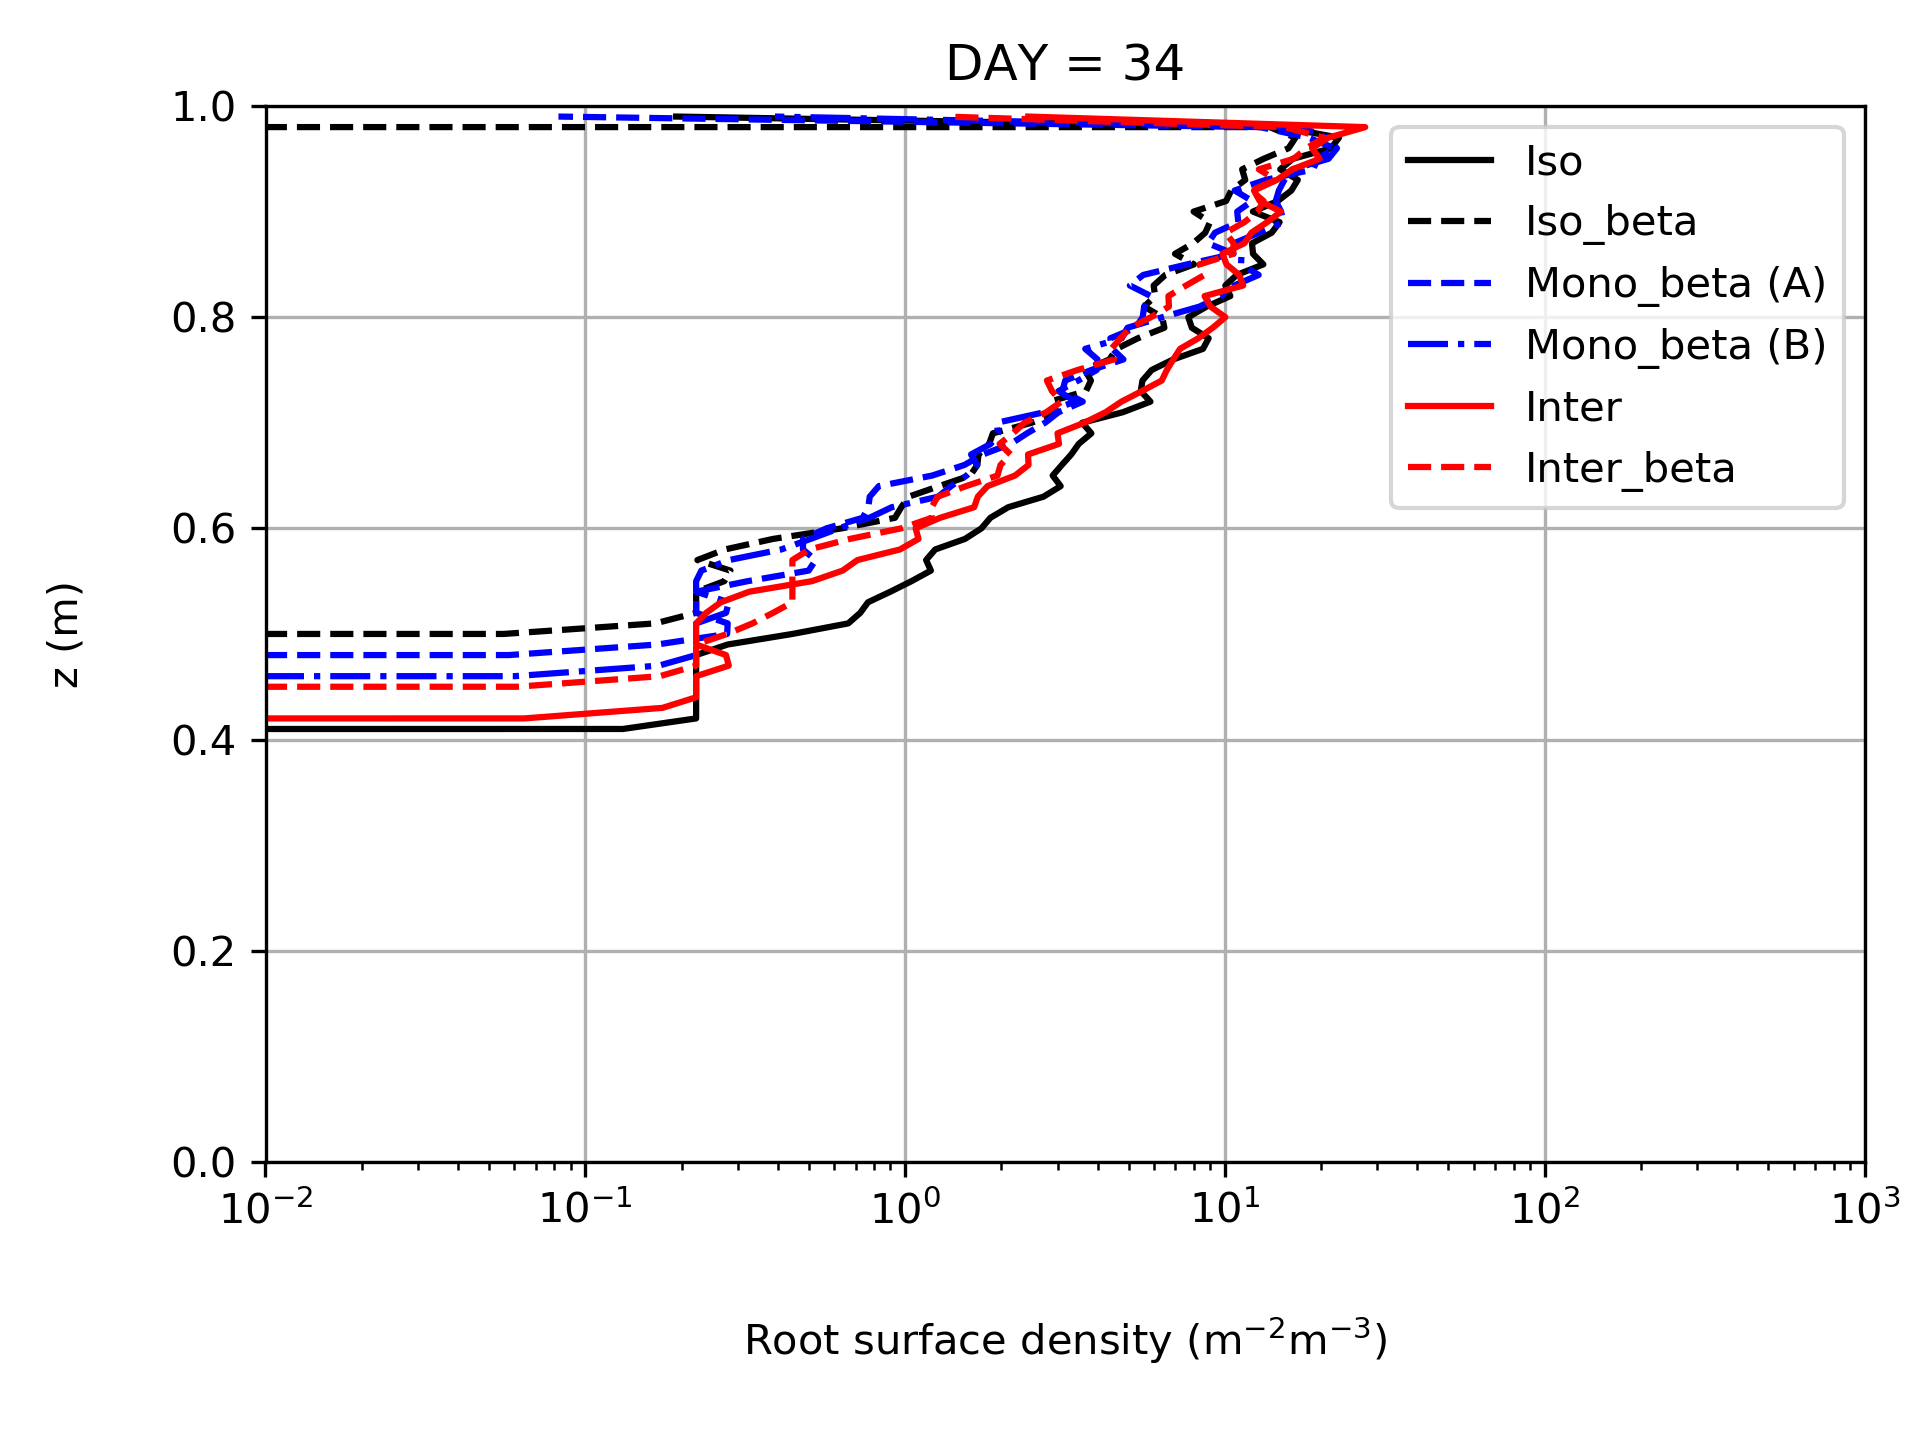 DAY = 34
1.0
0.8
0.6
0.4
0.2
0.0
z (m)
Iso
Iso_beta
Mono_beta (A)
Mono_beta (B)
Inter
Inter_beta
10⁻² 10⁻¹ 10⁰ 10¹ 10² 10³
Root surface density (m⁻²m⁻³)